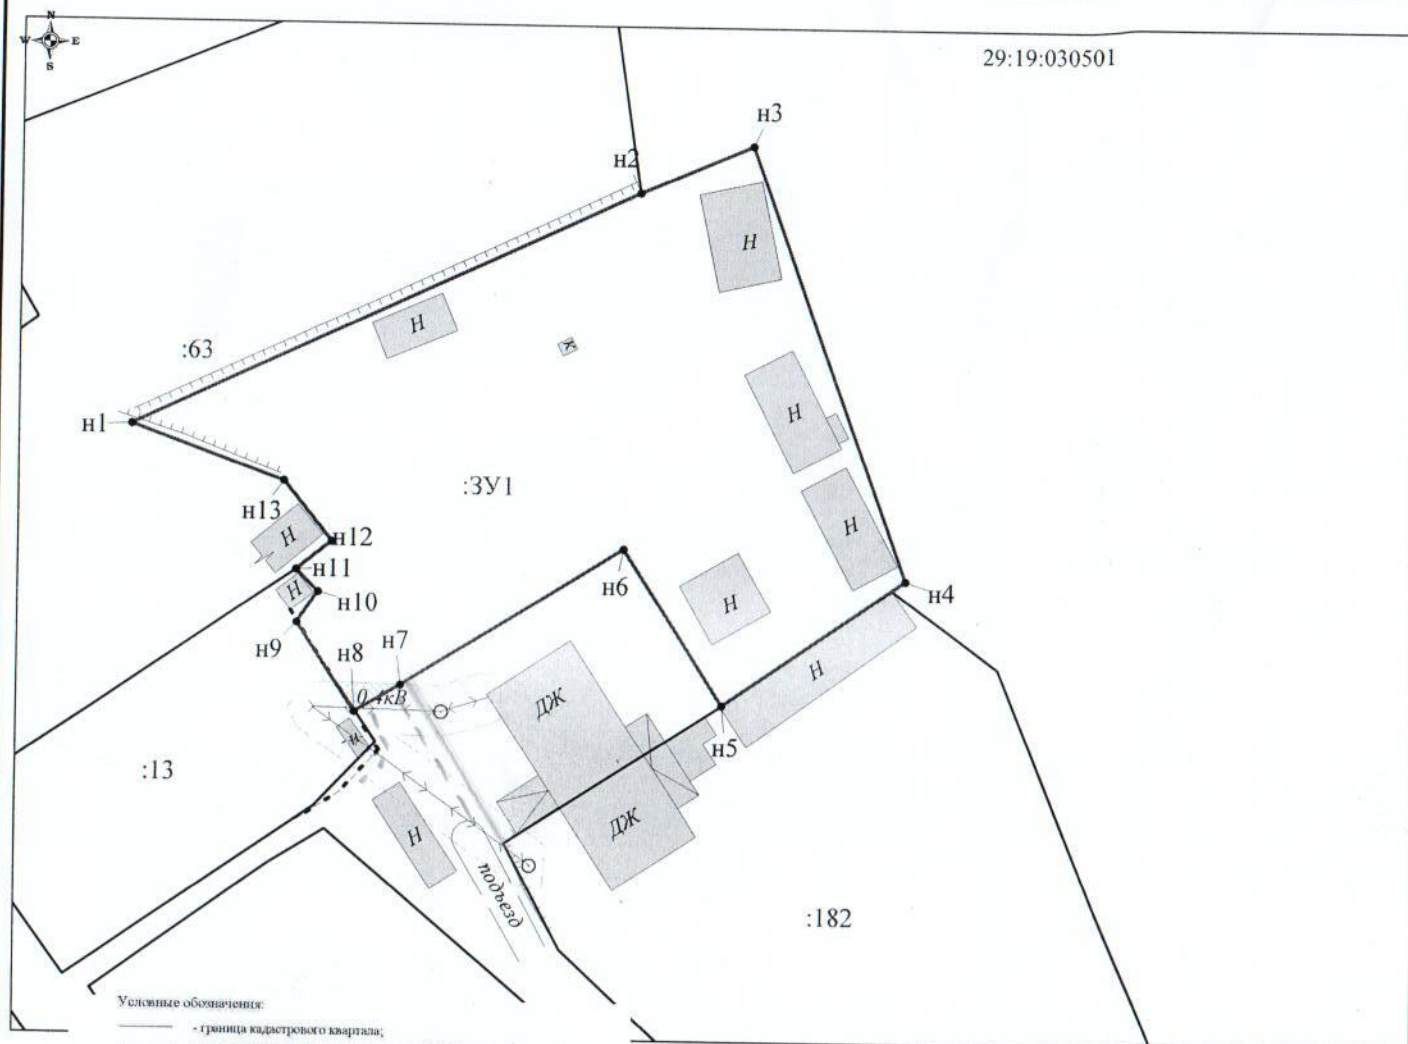 N
W E
S
29:19:030501
н3
н2
Н
Н
:63
К
н1
Н
:ЗУ1
н13
Н
Н
н12
н11
н6
Н
н10
н4
Н
н9
н8
н7
Н
0,4кВ
ДЖ
н
н5
:13
ДЖ
Н
подъезд
:182
Условные обозначения:
- граница кадастрового квартала;